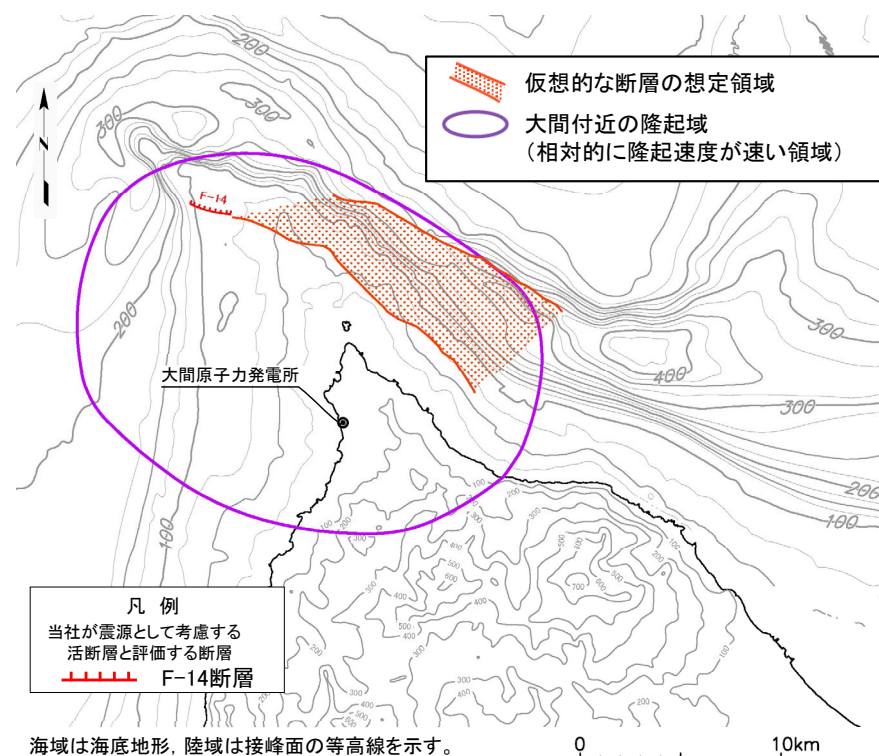 仮想的な断層の想定領域
大間付近の隆起域
（相対的に隆起速度が速い領域）
N
200
300
300
F-14
200
300
400
300
大間原子力発電所
200
100
100
凡 例
当社が震源として考慮する
活断層と評価する断層
F-14断層
海域は海底地形，陸域は接峰面の等高線を示す。
0 10km